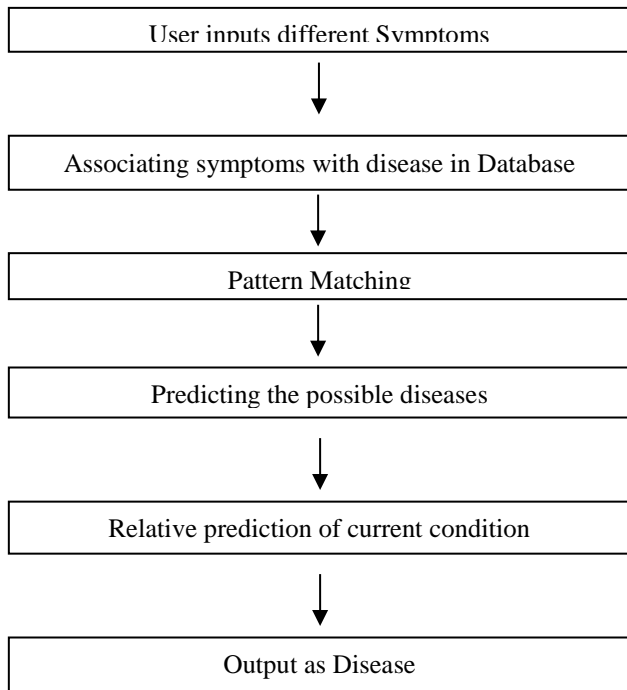 User inputs different Symptoms
Associating symptoms with disease in Database
Pattern Matching
Predicting the possible diseases
Relative prediction of current condition
Output as Disease